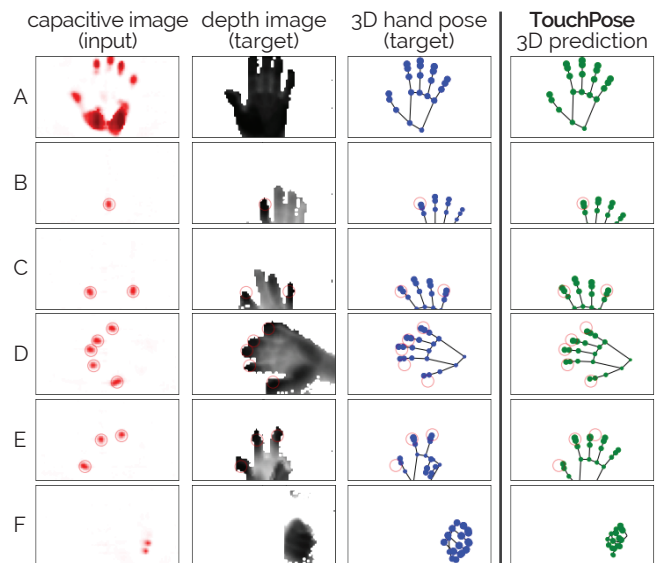 capacitive image
(input)
depth image
(target)
3D hand pose
(target)
TouchPose
3D prediction
A
B
C
D
E
F